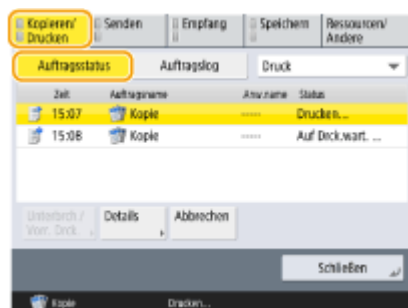 Kopieren/ Drucken
Senden
Empfang
Speichern
Ressourcen/ Andere
Auftragsstatus
Auftragslog
Druck
Zeit Auftragsname Anw.name Status
15:07 Kopie ------ Drucken...
15:08 Kopie ------ Auf Drck.wart. ...
Unterbrch./ Vorr. Drck.
Details
Abbrechen
Schließen
Kopie Drucken...